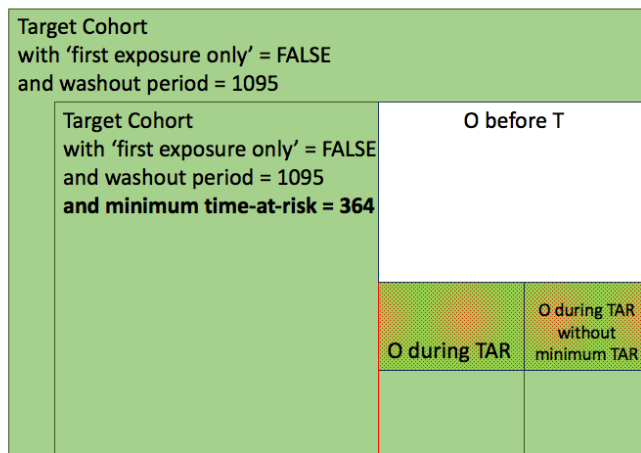 Target Cohort
with ‘first exposure only’ = FALSE
and washout period = 1095
Target Cohort
with ‘first exposure only’ = FALSE
and washout period = 1095
and minimum time-at-risk = 364
O before T
O during TAR
O during TAR
without
minimum TAR